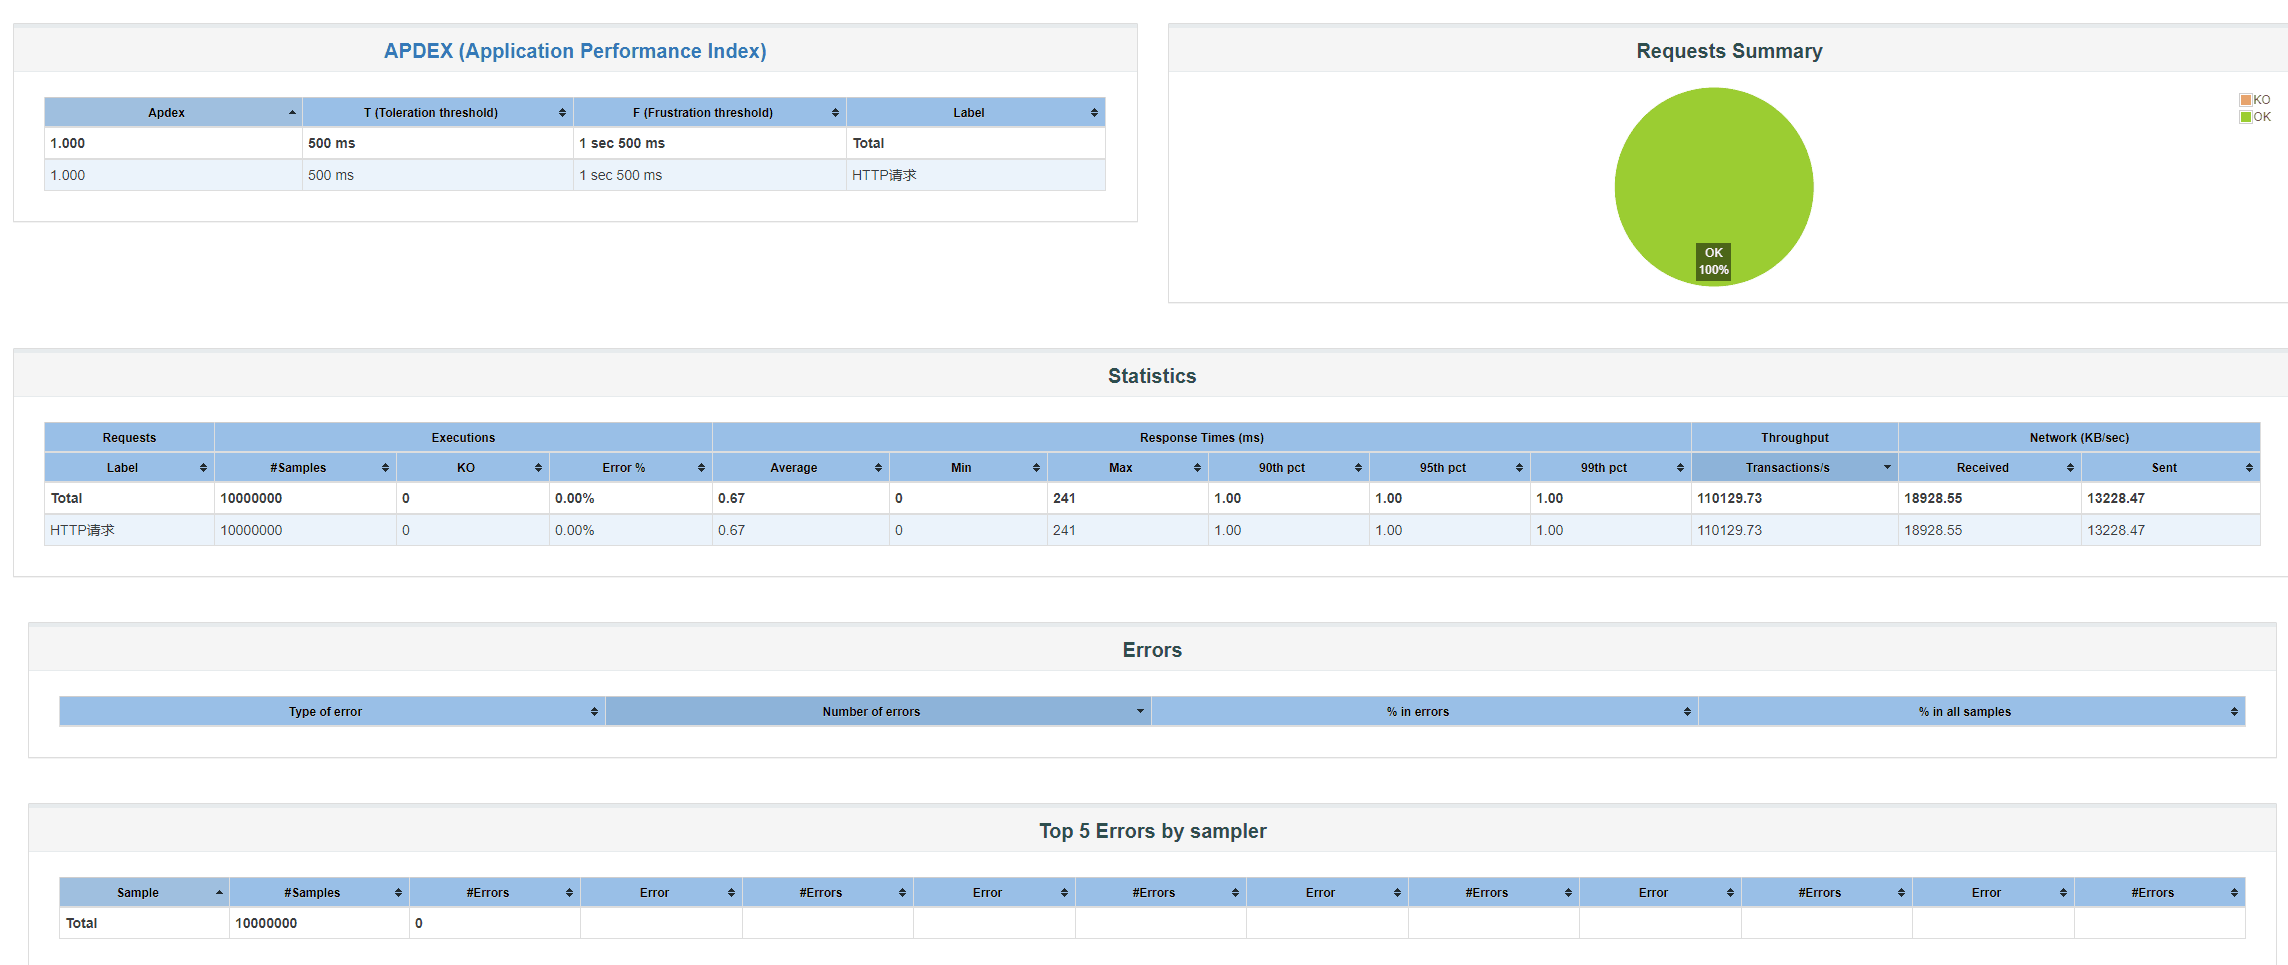 APDEX (Application Performance Index)
Apdex T (Toleration threshold) F (Frustration threshold) Label
1.000 500 ms 1 sec 500 ms Total
1.000 500 ms 1 sec 500 ms HTTP请求
Requests Summary
KO
OK
OK
100%
Statistics
Requests Executions Response Times (ms) Throughput Network (KB/sec)
Label #Samples KO Error % Average Min Max 90th pct 95th pct 99th pct Transactions/s Received Sent
Total 10000000 0 0.00% 0.67 0 241 1.00 1.00 1.00 110129.73 18928.55 13228.47
HTTP请求 10000000 0 0.00% 0.67 0 241 1.00 1.00 1.00 110129.73 18928.55 13228.47
Errors
Type of error Number of errors % in errors % in all samples
Top 5 Errors by sampler
Sample #Samples #Errors Error #Errors Error #Errors Error #Errors Error #Errors Error #Errors
Total 10000000 0